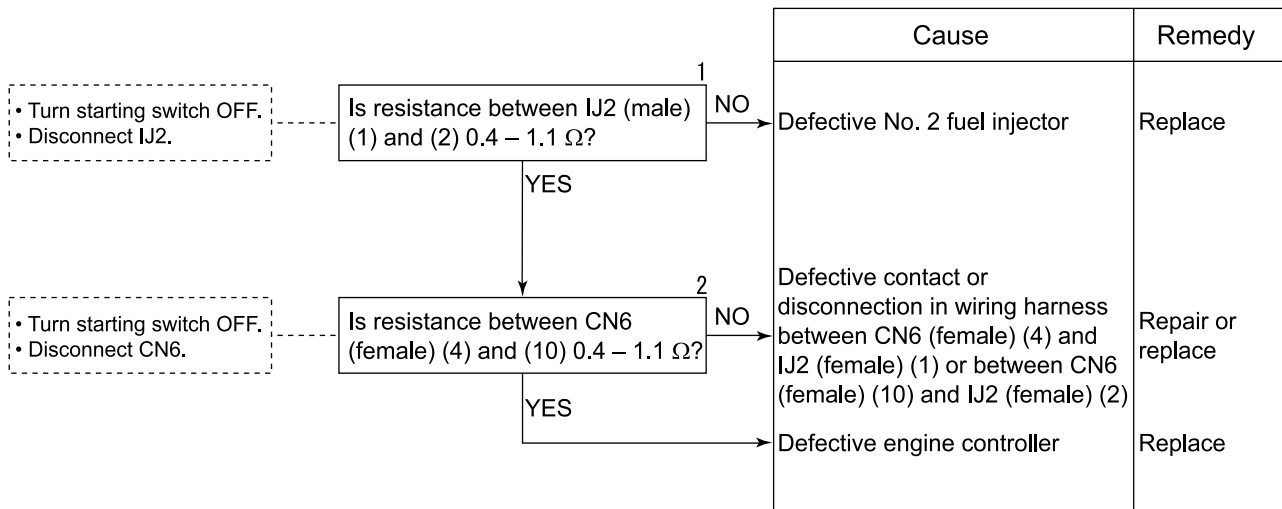 Cause
Remedy
1
• Turn starting switch OFF.
• Disconnect IJ2.
Is resistance between IJ2 (male)
(1) and (2) 0.4 – 1.1 Ω?
NO
Defective No. 2 fuel injector
Replace
YES
2
• Turn starting switch OFF.
• Disconnect CN6.
Is resistance between CN6
(female) (4) and (10) 0.4 – 1.1 Ω?
NO
Defective contact or
disconnection in wiring harness
between CN6 (female) (4) and
IJ2 (female) (1) or between CN6
(female) (10) and IJ2 (female) (2)
Repair or
replace
YES
Defective engine controller
Replace